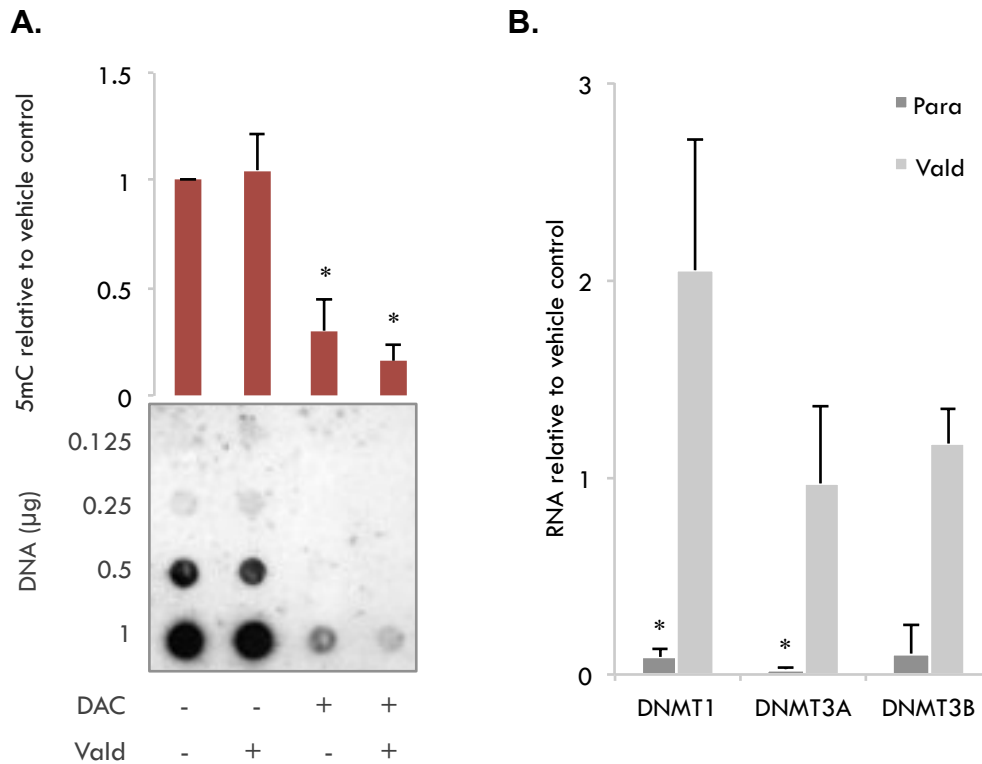 A.
5mC relative to vehicle control
1.5
1
0.5
0
*
*
DNA (µg)
0.125
0.25
0.5
1
DAC - - + +
Vald - + - +
B.
RNA relative to vehicle control
3
2
1
0
Para
Vald
*
*
DNMT1 DNMT3A DNMT3B